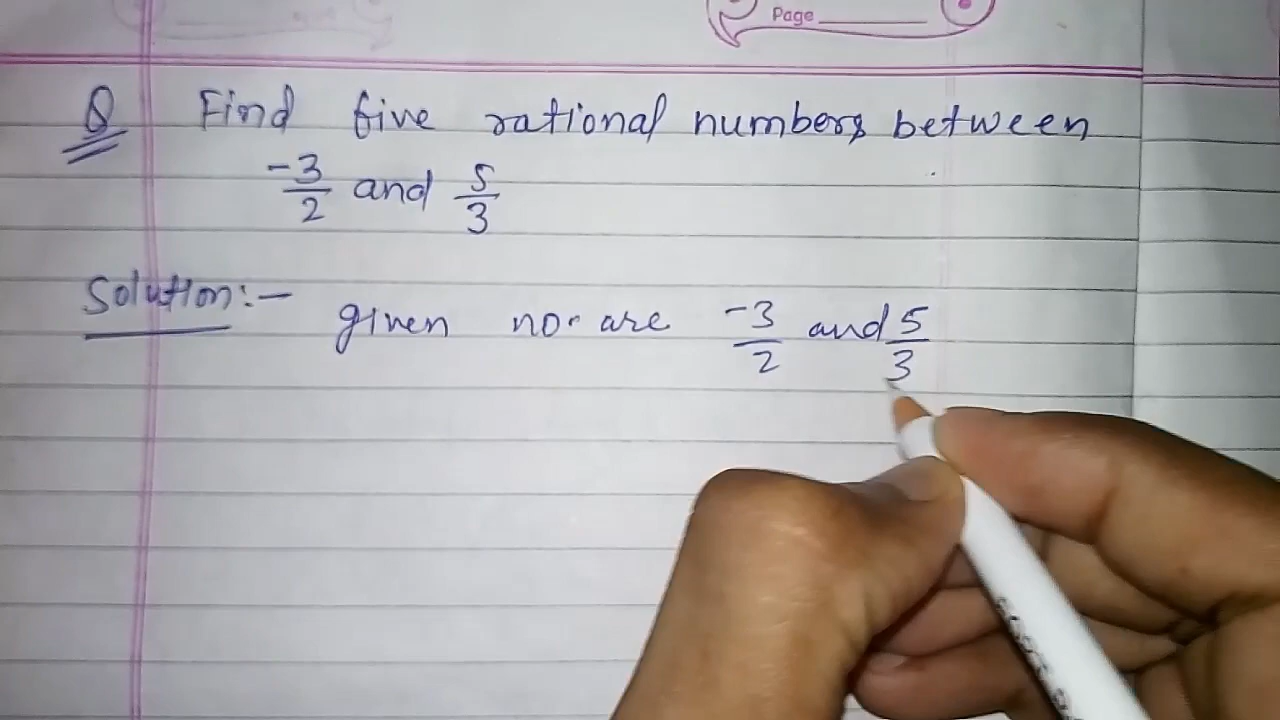 Page
Q Find five rational numbers between
-3/2 and 5/3
Solution:- given no. are -3/2 and 5/3